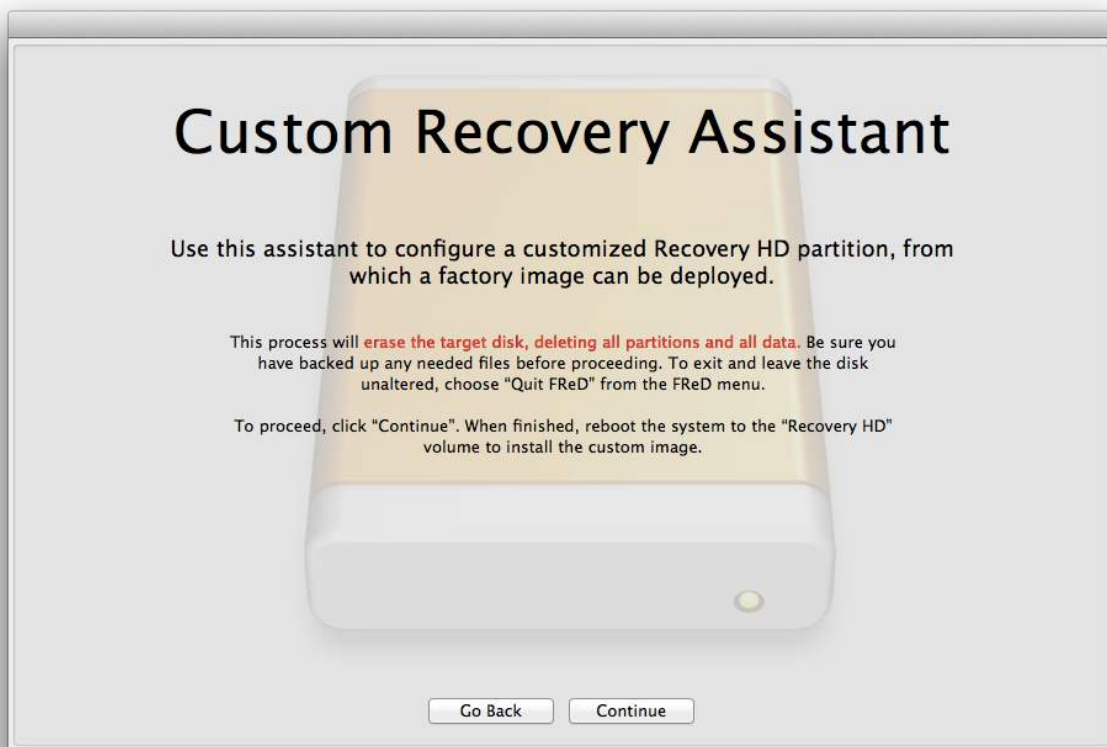 Custom Recovery Assistant
Use this assistant to configure a customized Recovery HD partition, from
which a factory image can be deployed.
This process will erase the target disk, deleting all partitions and all data. Be sure you
have backed up any needed files before proceeding. To exit and leave the disk
unaltered, choose “Quit FReD” from the FReD menu.
To proceed, click “Continue”. When finished, reboot the system to the “Recovery HD”
volume to install the custom image.
Go Back
Continue